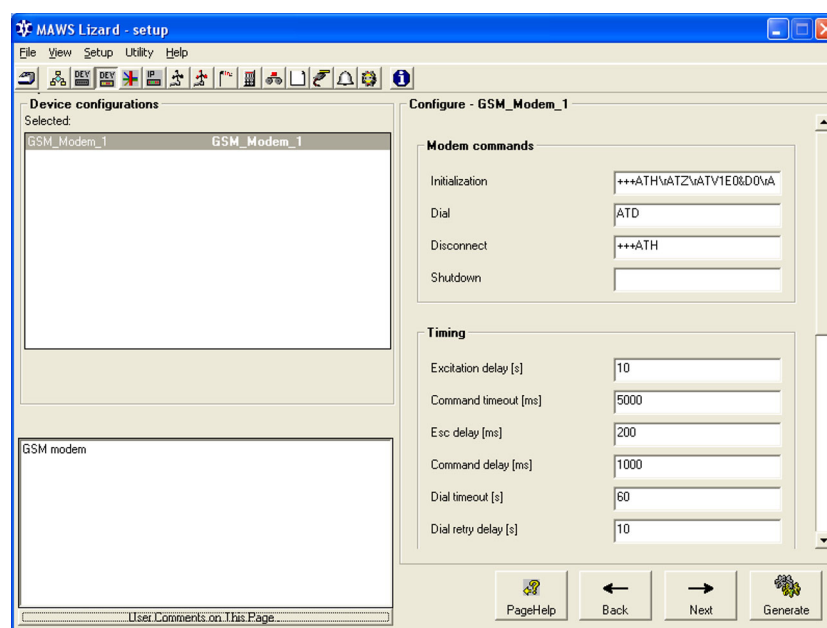 MAWS Lizard - setup
File View Setup Utility Help
DEV DEV IP
Device configurations
Selected:
GSM_Modem_1 GSM_Modem_1
GSM modem
User Comments on This Page
Configure - GSM_Modem_1
Modem commands
Initialization +++ATH\rATZ\rATV1E0&D0\rA
Dial ATD
Disconnect +++ATH
Shutdown
Timing
Excitation delay [s] 10
Command timeout [ms] 5000
Esc delay [ms] 200
Command delay [ms] 1000
Dial timeout [s] 60
Dial retry delay [s] 10
PageHelp Back Next Generate